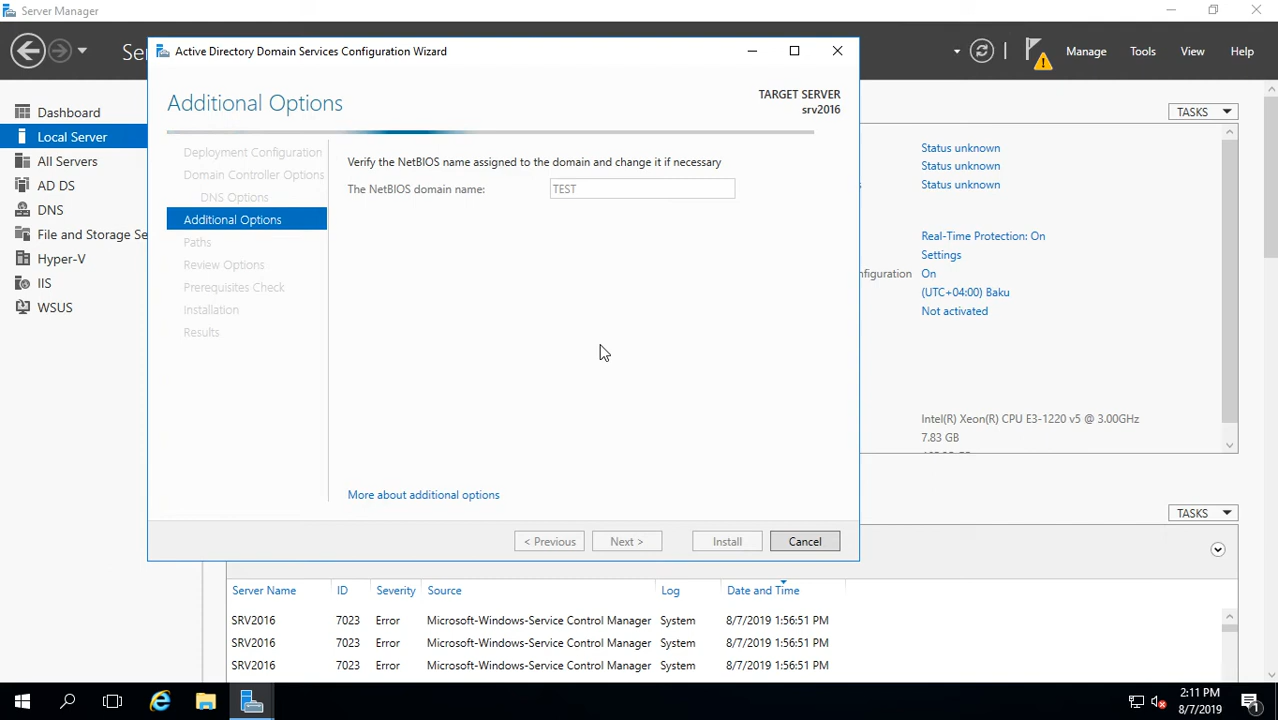 Server Manager
Ser
Manage
Tools
View
Help
Dashboard
Local Server
All Servers
AD DS
DNS
File and Storage Se
Hyper-V
IIS
WSUS
Active Directory Domain Services Configuration Wizard
Additional Options
TARGET SERVER
srv2016
Deployment Configuration
Domain Controller Options
DNS Options
Additional Options
Paths
Review Options
Prerequisites Check
Installation
Results
Verify the NetBIOS name assigned to the domain and change it if necessary
The NetBIOS domain name: TEST
More about additional options
< Previous Next > Install Cancel
TASKS
Status unknown
Status unknown
Status unknown
Real-Time Protection: On
Settings
nfiguration On
(UTC+04:00) Baku
Not activated
Intel(R) Xeon(R) CPU E3-1220 v5 @ 3.00GHz
7.83 GB
TASKS
Server Name ID Severity Source Log Date and Time
SRV2016 7023 Error Microsoft-Windows-Service Control Manager System 8/7/2019 1:56:51 PM
SRV2016 7023 Error Microsoft-Windows-Service Control Manager System 8/7/2019 1:56:51 PM
SRV2016 7023 Error Microsoft-Windows-Service Control Manager System 8/7/2019 1:56:51 PM
2:11 PM
8/7/2019
1